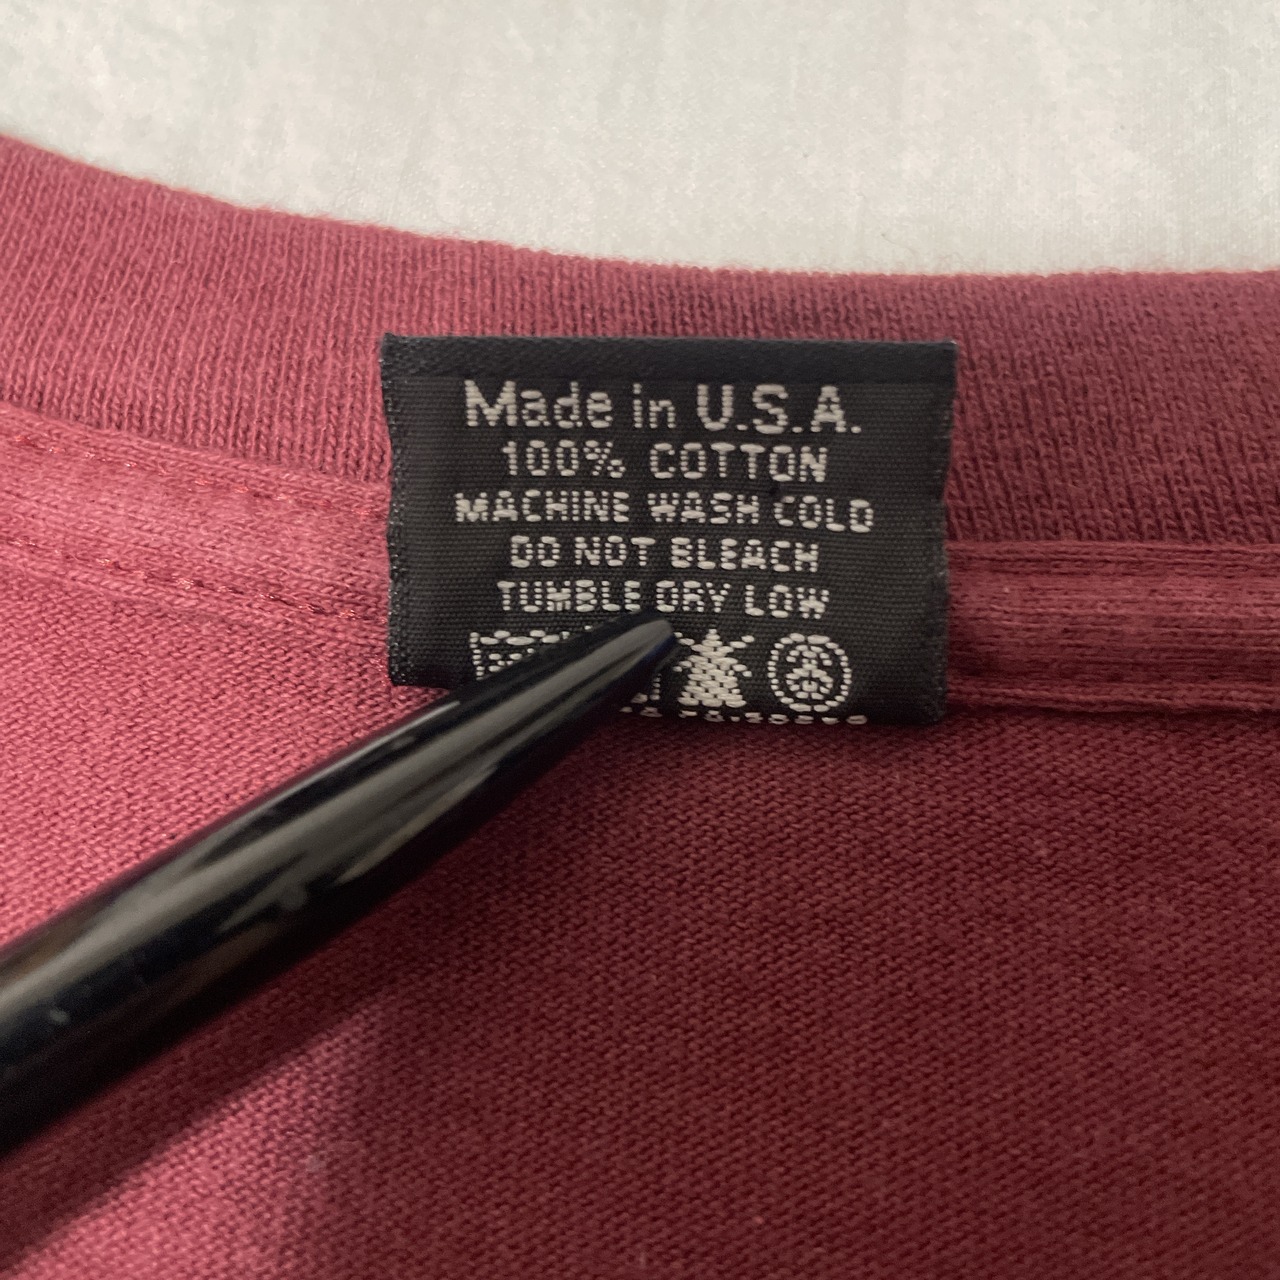 Made in U.S.A.
100% COTTON
MACHINE WASH COLD
DO NOT BLEACH
TUMBLE DRY LOW